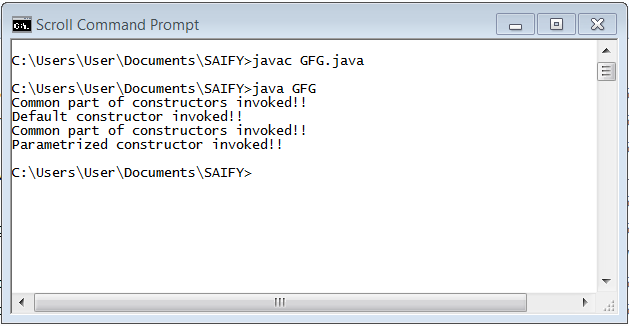 Scroll Command Prompt
C:\Users\User\Documents\SAIFY>javac GFG.java
C:\Users\User\Documents\SAIFY>java GFG
Common part of constructors invoked!!
Default constructor invoked!!
Common part of constructors invoked!!
Parametrized constructor invoked!!
C:\Users\User\Documents\SAIFY>